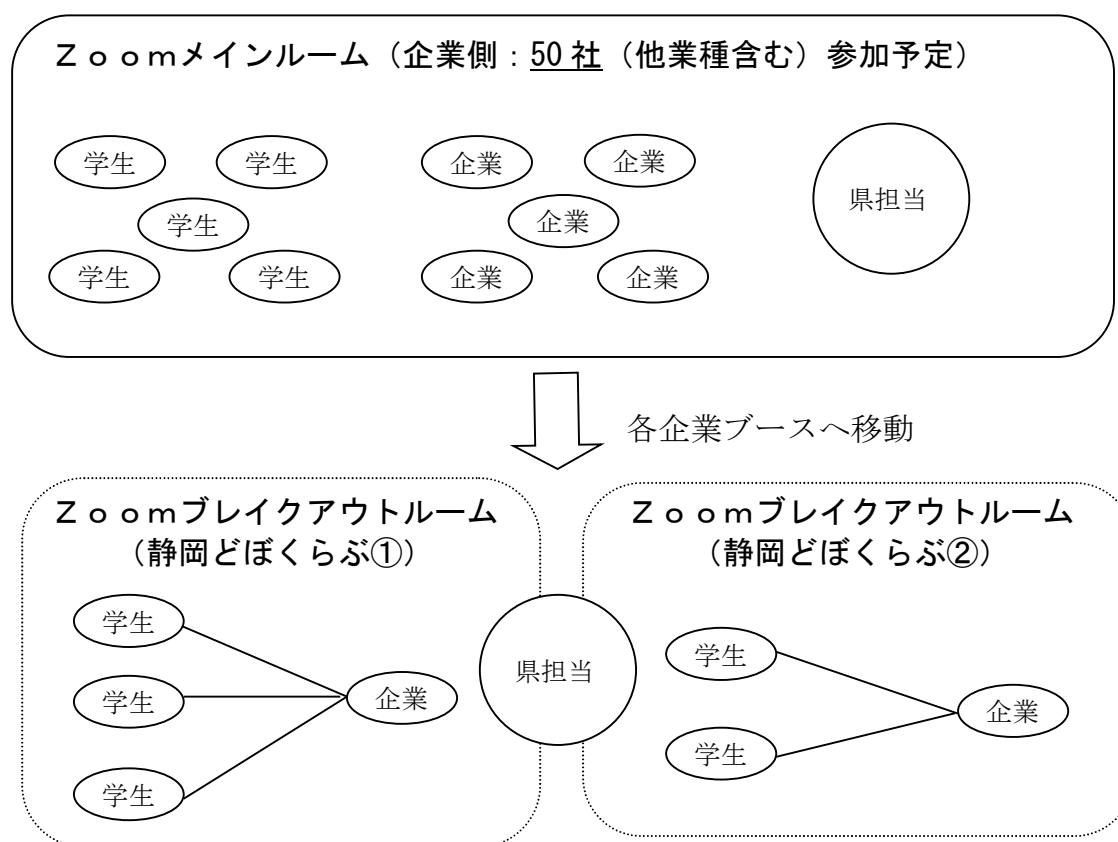 Ｚｏｏｍメインルーム（企業側：50社（他業種含む）参加予定）
学生
学生
企業
企業
県担当
学生
企業
学生
学生
企業
企業
各企業ブースへ移動
Ｚｏｏｍブレイクアウトルーム
（静岡どぼくらぶ①）
学生
学生
学生
企業
県担当
Ｚｏｏｍブレイクアウトルーム
（静岡どぼくらぶ②）
学生
学生
企業